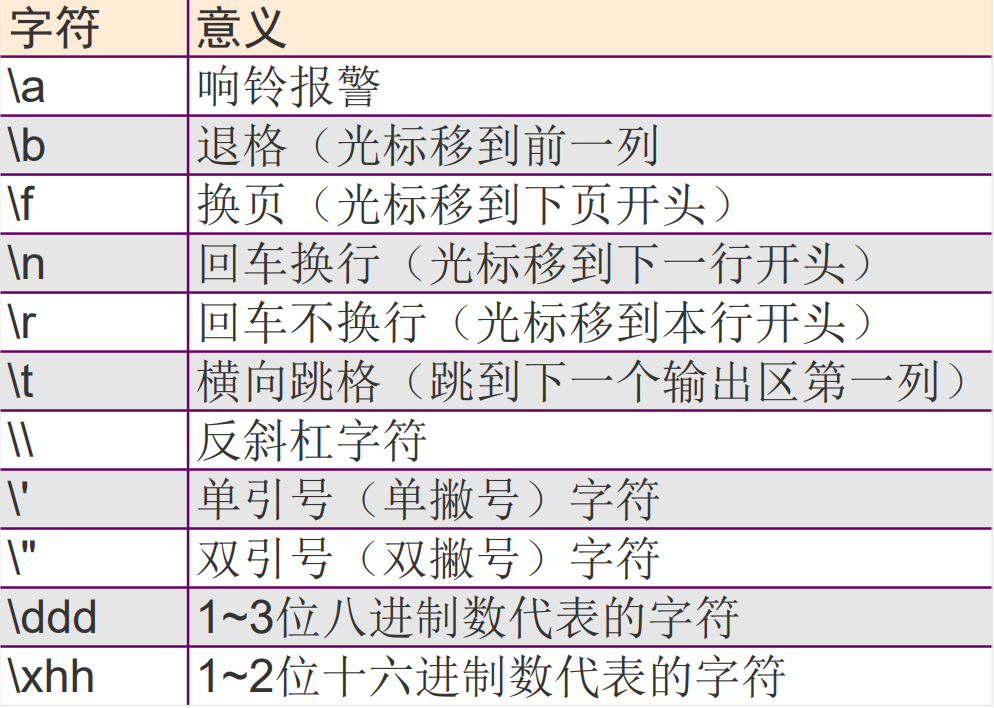 字符 意义
\a 响铃报警
\b 退格（光标移到前一列
\f 换页（光标移到下页开头）
\n 回车换行（光标移到下一行开头）
\r 回车不换行（光标移到本行开头）
\t 横向跳格（跳到下一个输出区第一列）
\\ 反斜杠字符
\' 单引号（单撇号）字符
\" 双引号（双撇号）字符
\ddd 1~3位八进制数代表的字符
\xhh 1~2位十六进制数代表的字符